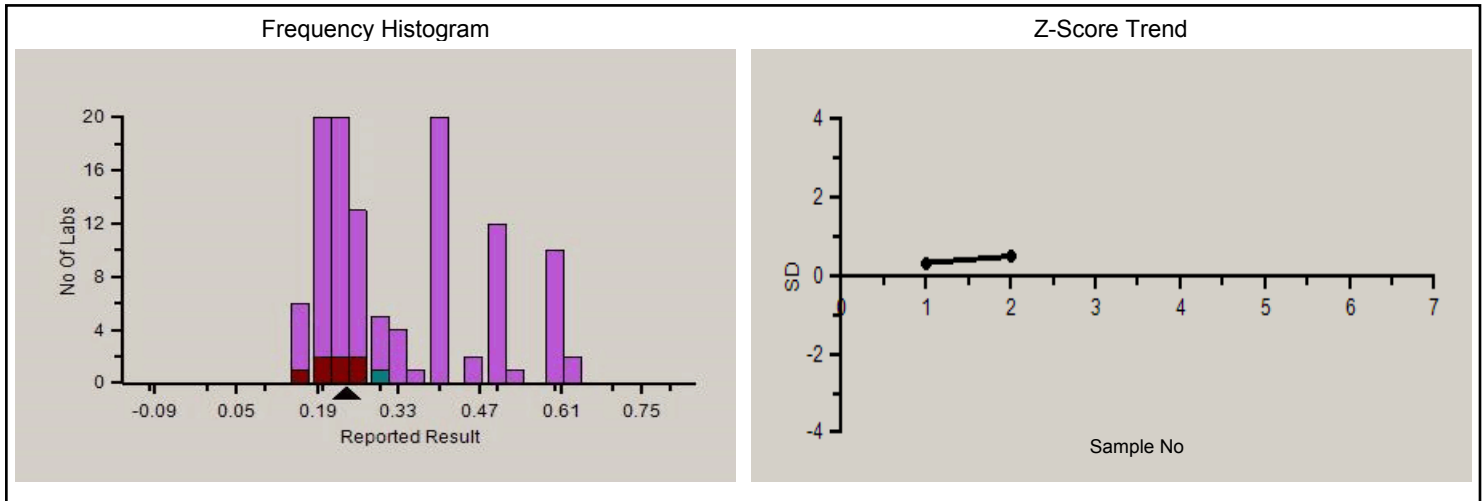 Frequency Histogram
20
16
12
8
4
0
No Of Labs
-0.09 0.05 0.19 0.33 0.47 0.61 0.75
Reported Result
Z-Score Trend
4
2
0
-2
-4
SD
0 1 2 3 4 5 6 7
Sample No